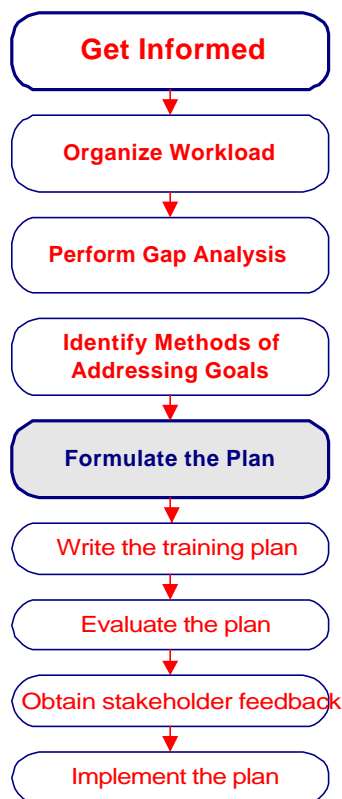 Get Informed
Organize Workload
Perform Gap Analysis
Identify Methods of
Addressing Goals
Formulate the Plan
Write the training plan
Evaluate the plan
Obtain stakeholder feedback
Implement the plan